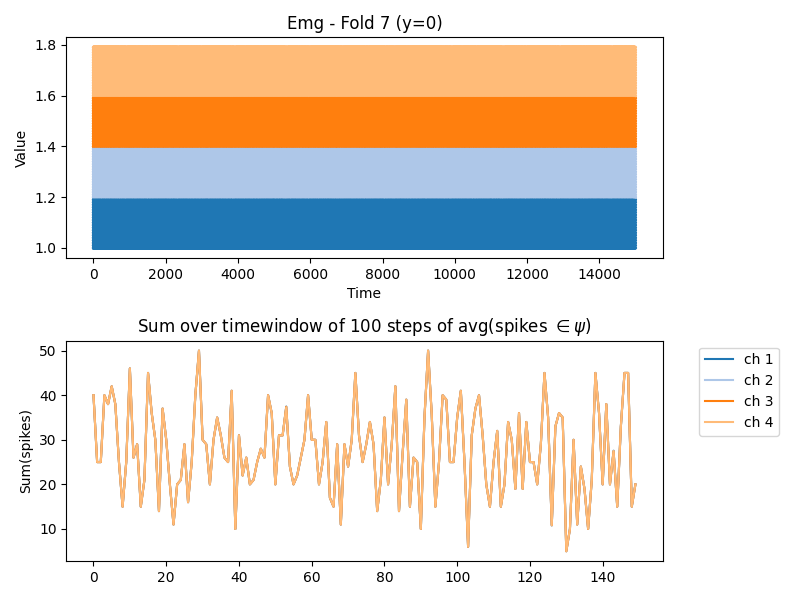 Emg - Fold 7 (y=0)
Value
1.8
1.6
1.4
1.2
1.0
0 2000 4000 6000 8000 10000 12000 14000
Time
Sum over timewindow of 100 steps of avg(spikes ∈ ψ)
Sum(spikes)
50
40
30
20
10
0 20 40 60 80 100 120 140
ch 1
ch 2
ch 3
ch 4